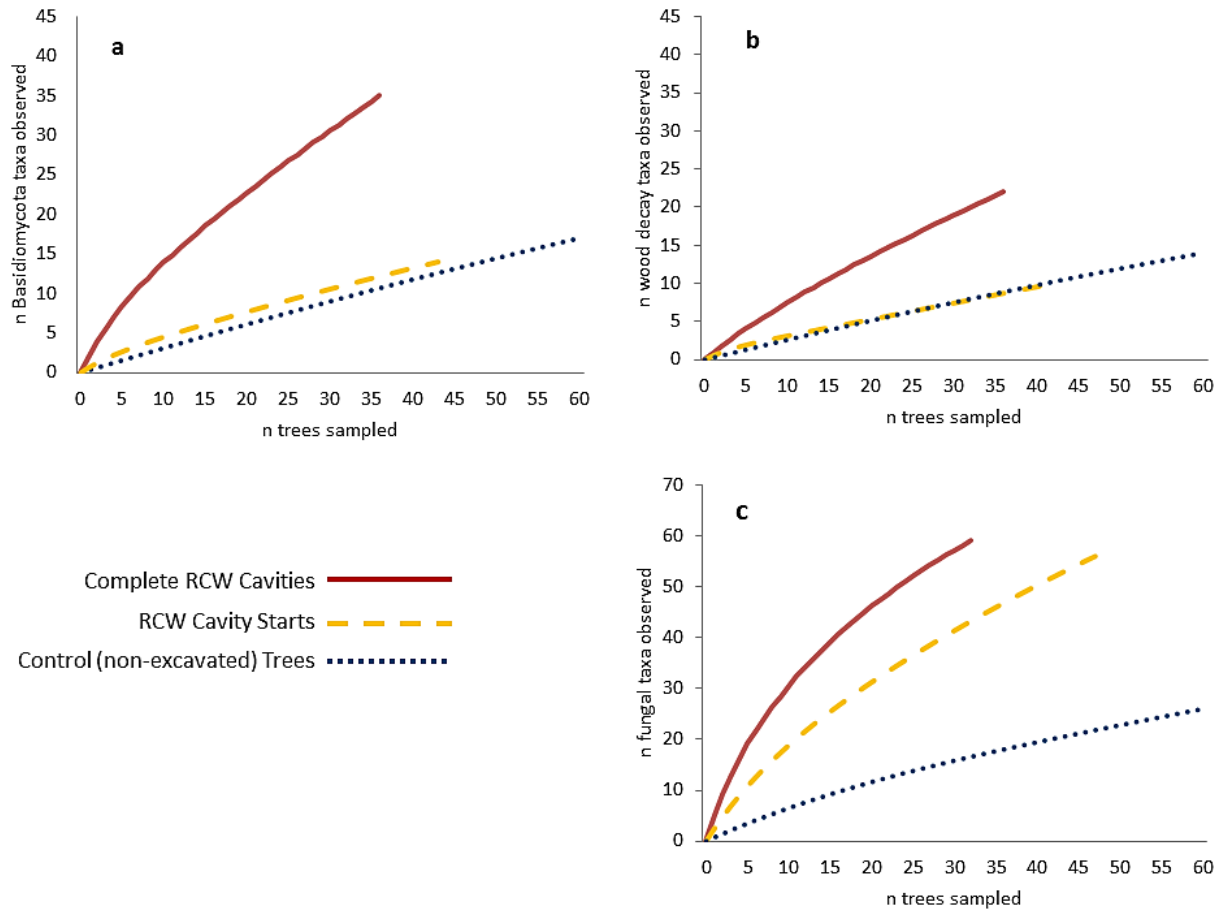 a
n Basidiomycota taxa observed
45
40
35
30
25
20
15
10
5
0
0 5 10 15 20 25 30 35 40 45 50 55 60
n trees sampled
b
n wood decay taxa observed
45
40
35
30
25
20
15
10
5
0
0 5 10 15 20 25 30 35 40 45 50 55 60
n trees sampled
Complete RCW Cavities
RCW Cavity Starts
Control (non-excavated) Trees
c
n fungal taxa observed
70
60
50
40
30
20
10
0
0 5 10 15 20 25 30 35 40 45 50 55 60
n trees sampled